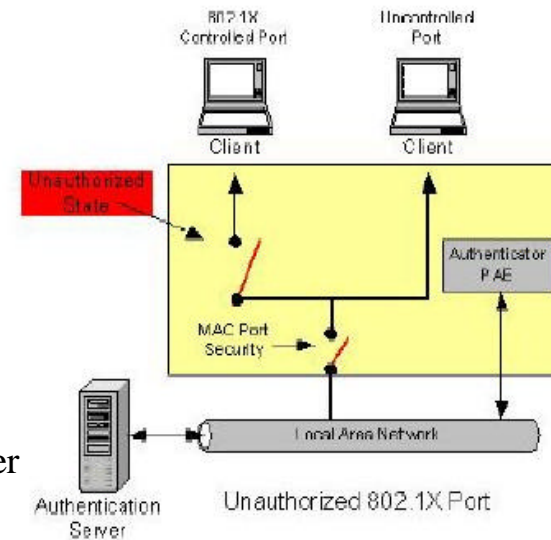 802.1X
Controlled Port
Uncontrolled
Port
Client
Client
Unauthorized
State
Authenticator
PAE
MAC Port
Security
Local Area Network
er
Authentication
Server
Unauthorized 802.1X Port